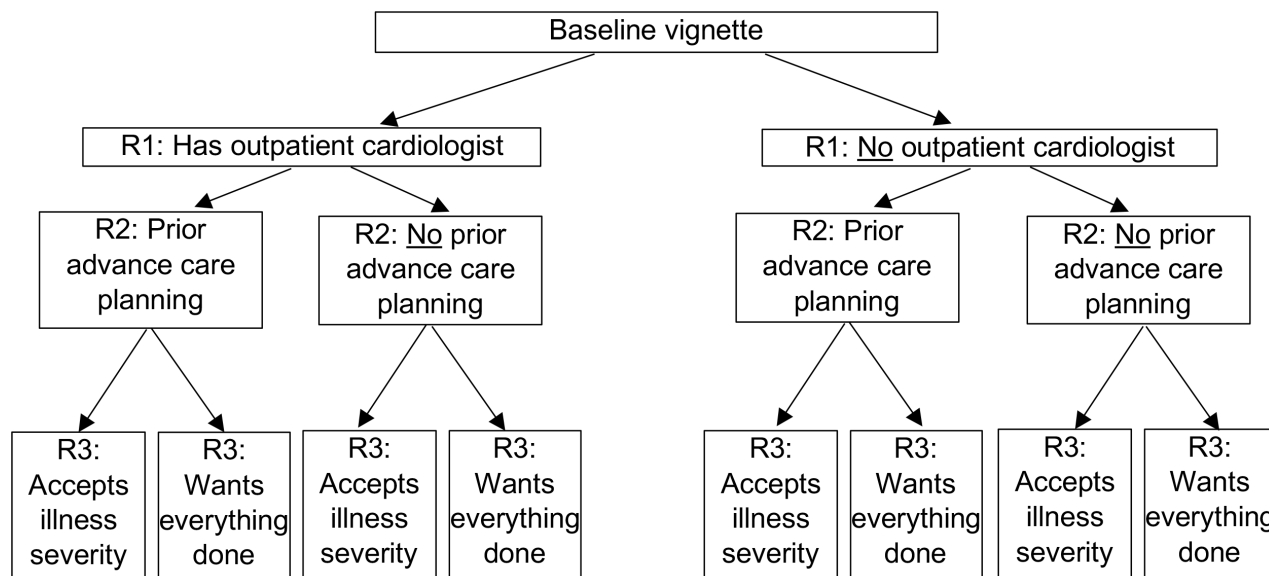 Baseline vignette
R1: Has outpatient cardiologist
R1: No outpatient cardiologist
R2: Prior
advance care
planning
R2: No prior
advance care
planning
R2: Prior
advance care
planning
R2: No prior
advance care
planning
R3:
Accepts
illness
severity
R3:
Wants
everything
done
R3:
Accepts
illness
severity
R3:
Wants
everything
done
R3:
Accepts
illness
severity
R3:
Wants
everything
done
R3:
Accepts
illness
severity
R3:
Wants
everything
done